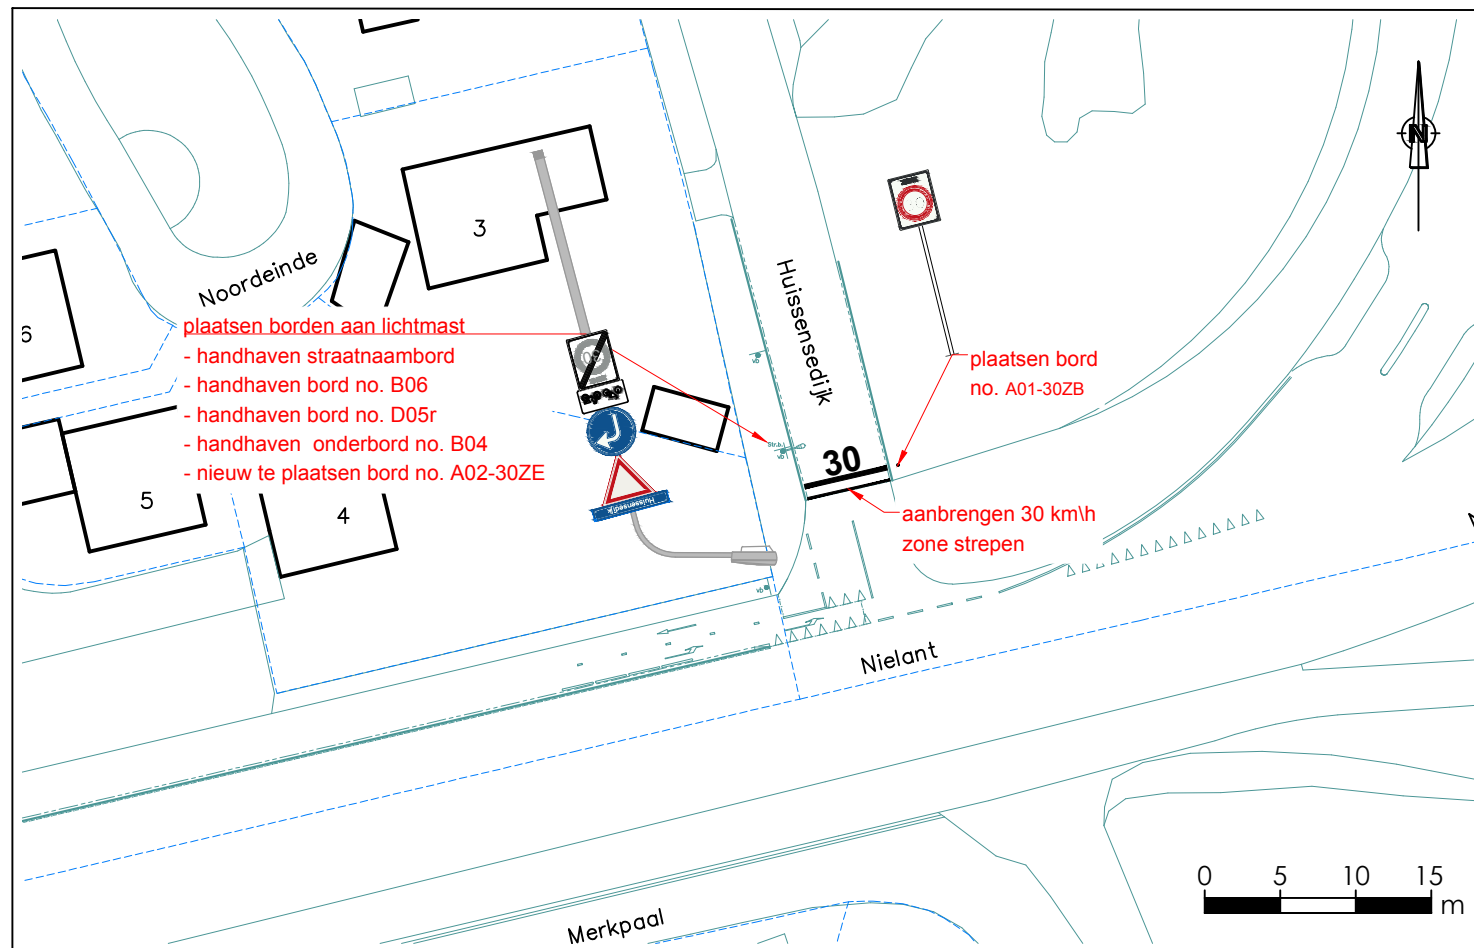 N
3
Noordeinde
6
plaatsen borden aan lichtmast
- handhaven straatnaambord
- handhaven bord no. B06
- handhaven bord no. D05r
- handhaven onderbord no. B04
- nieuw te plaatsen bord no. A02-30ZE
Huissensedijk
plaatsen bord
no. A01-30ZB
Str.b.
30
aanbrengen 30 km\h
zone strepen
5
4
Huissensedijk
Nielant
Merkpaal
0 5 10 15
m